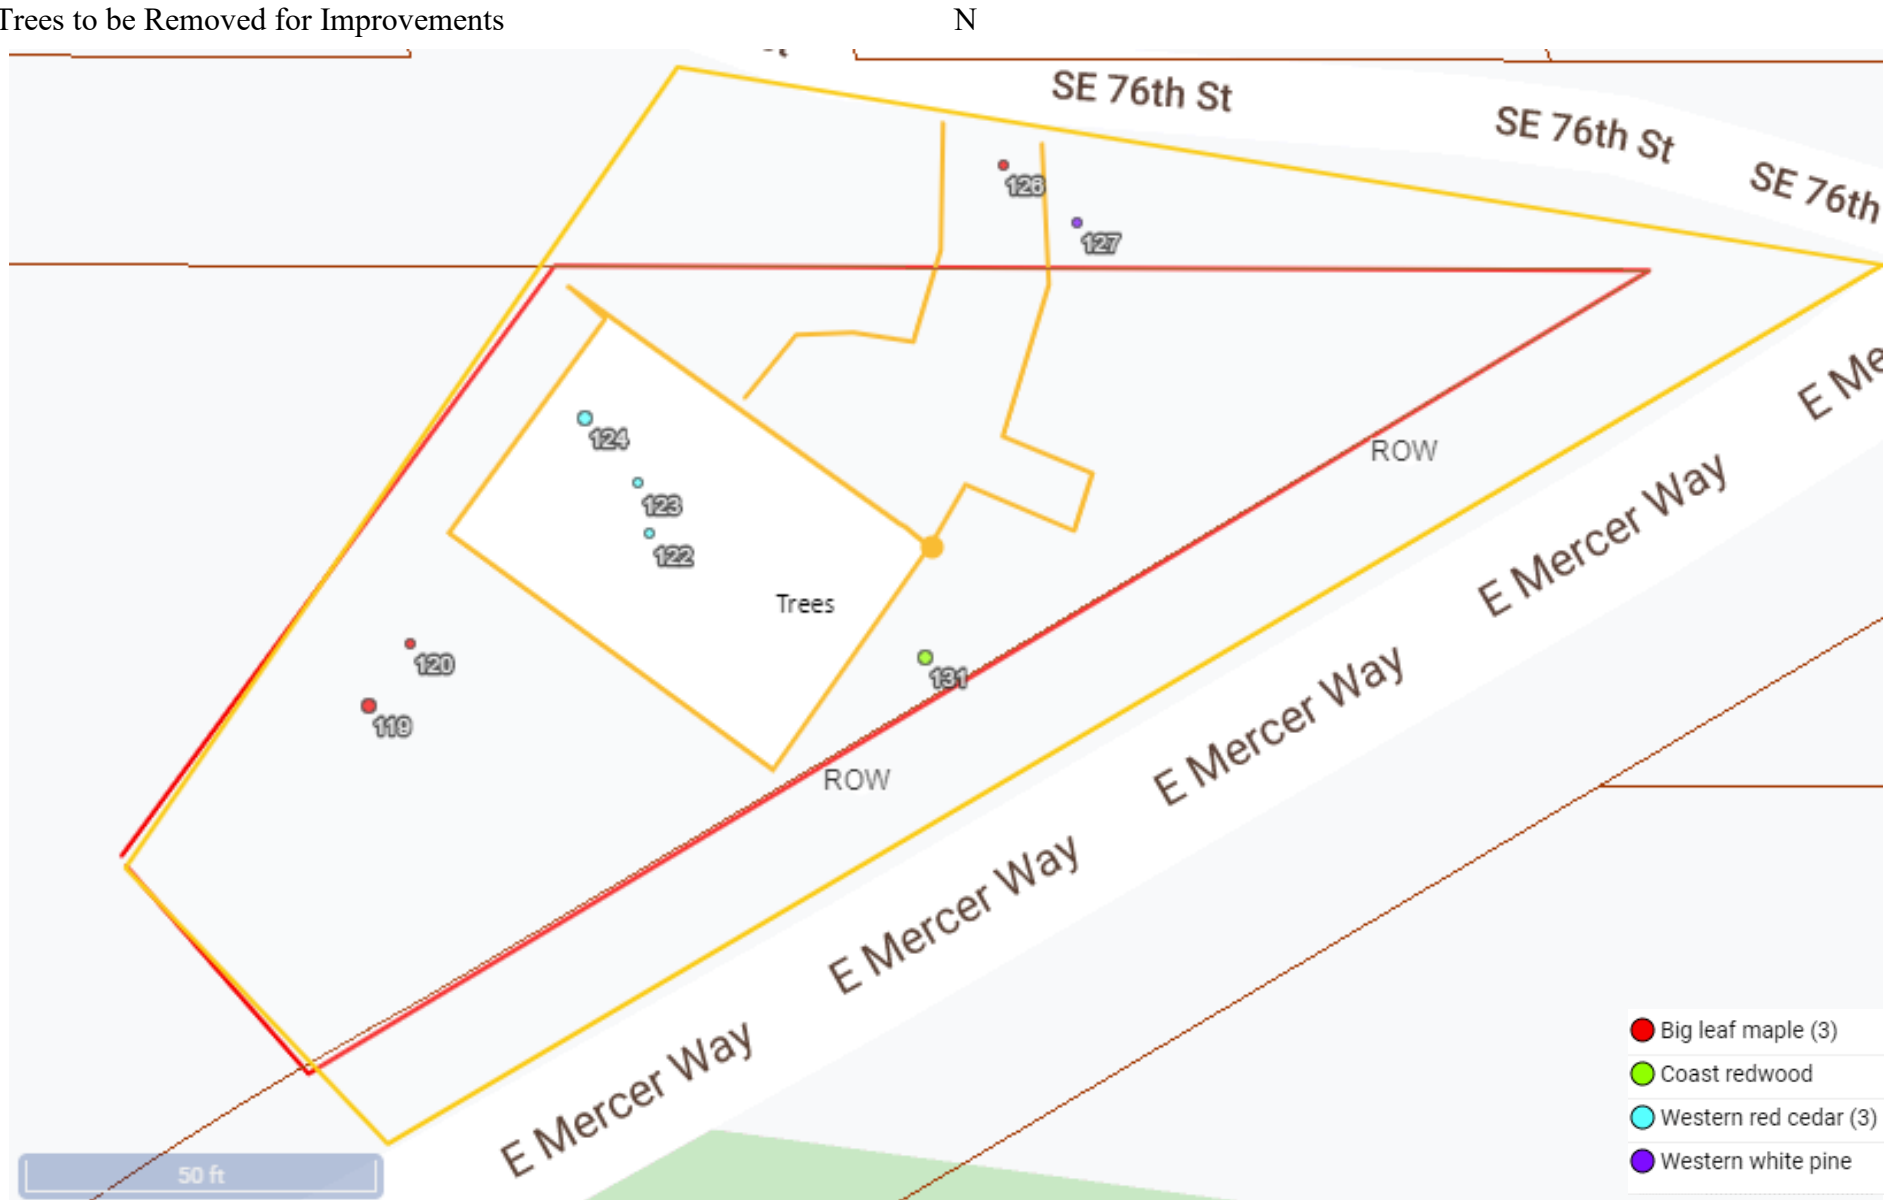 Trees to be Removed for Improvements
N
SE 76th St
SE 76th St
SE 76th
126
127
E Me
124
ROW
123
E Mercer Way
122
Trees
120
131
E Mercer Way
119
ROW
E Mercer Way
E Mercer Way
Big leaf maple (3)
Coast redwood
Western red cedar (3)
Western white pine
50 ft